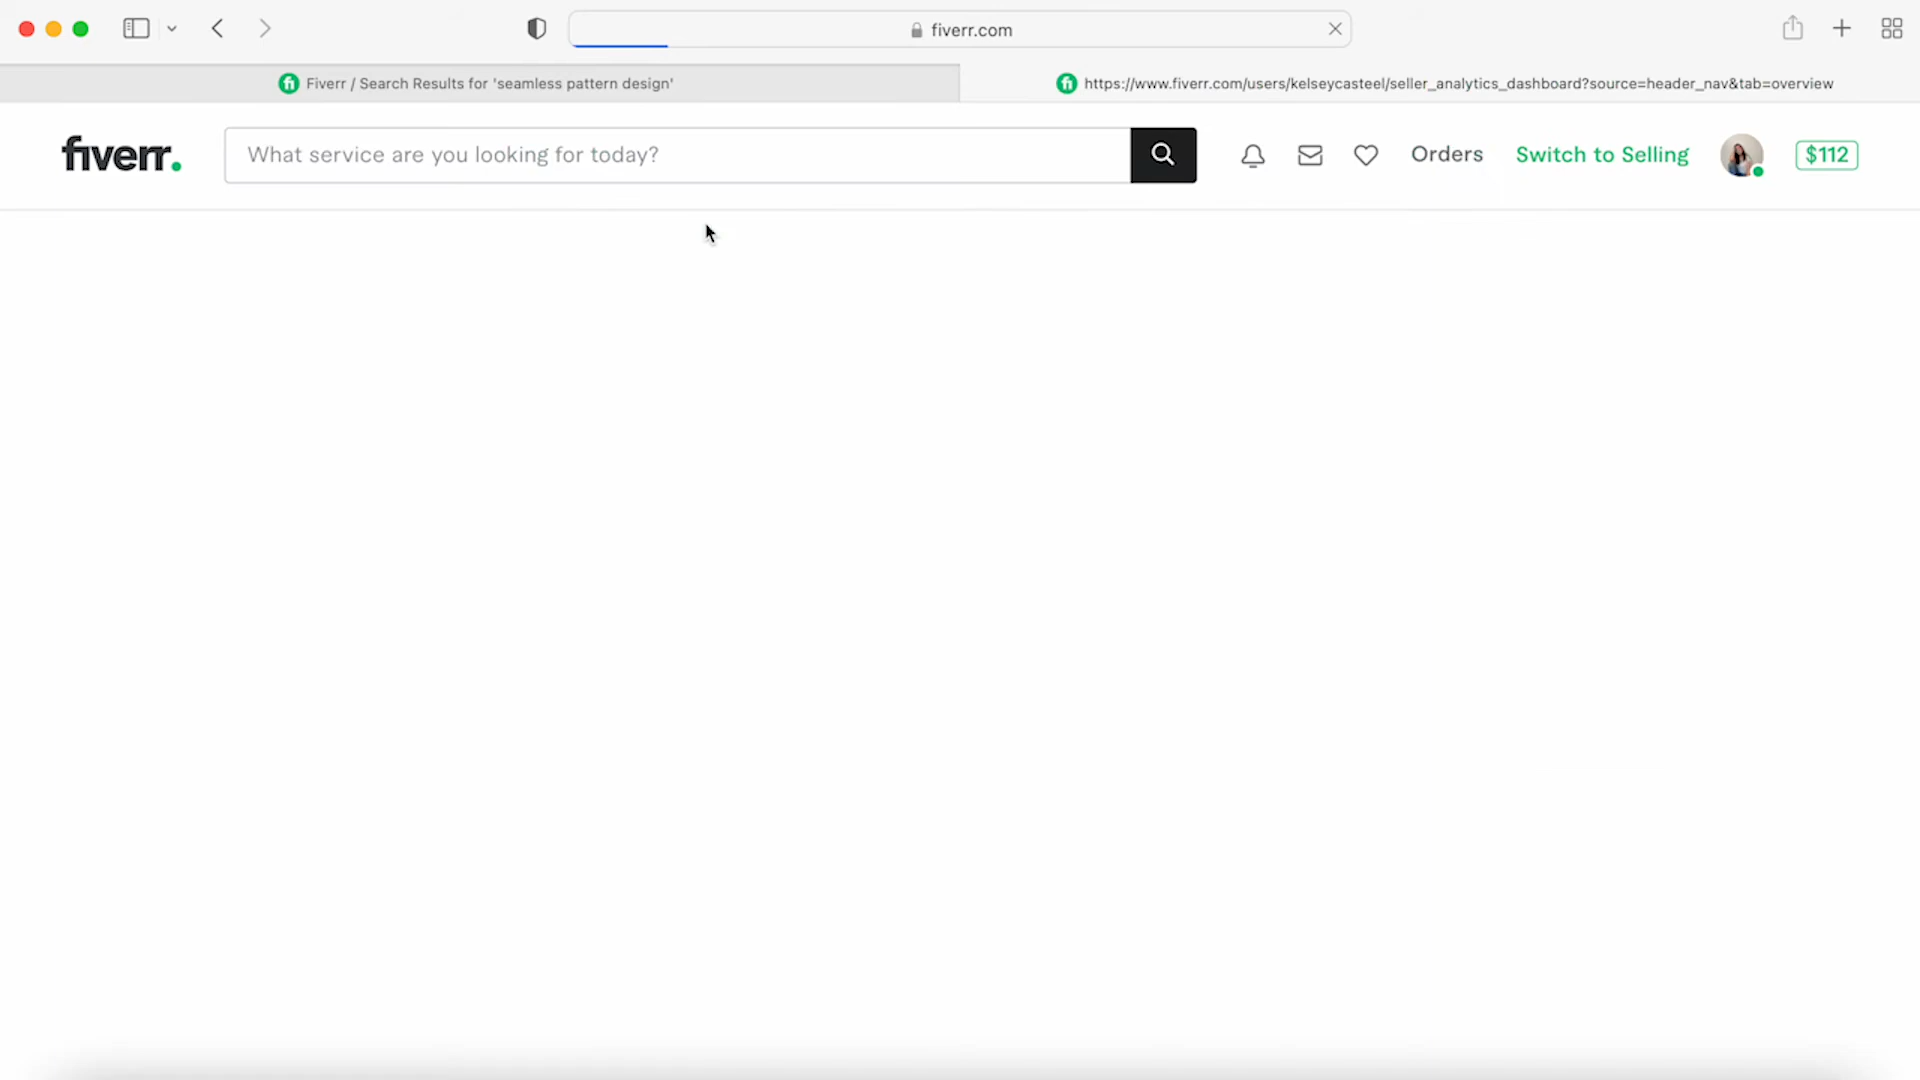 fiverr.com
Fiverr / Search Results for 'seamless pattern design'
https://www.fiverr.com/users/kelseycasteel/seller_analytics_dashboard?source=header_nav&tab=overview
fiverr.
What service are you looking for today?
Orders
Switch to Selling
$112